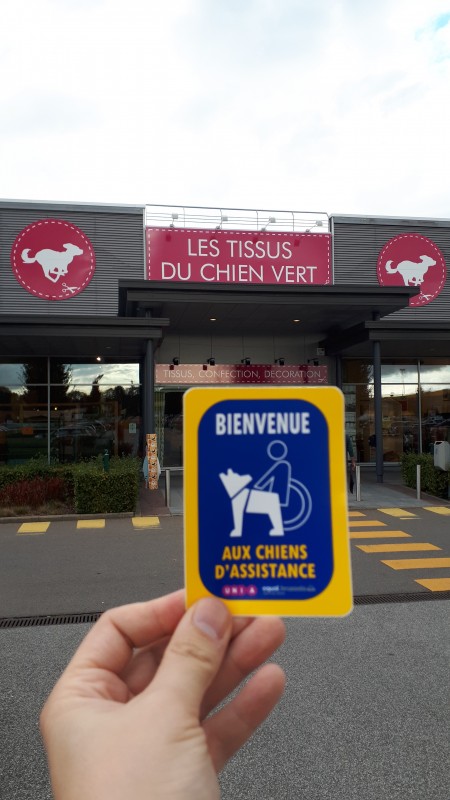 LES TISSUS
DU CHIEN VERT
TISSUS, CONFECTION, DECORATION
BIENVENUE
AUX CHIENS
D'ASSISTANCE
UNIA